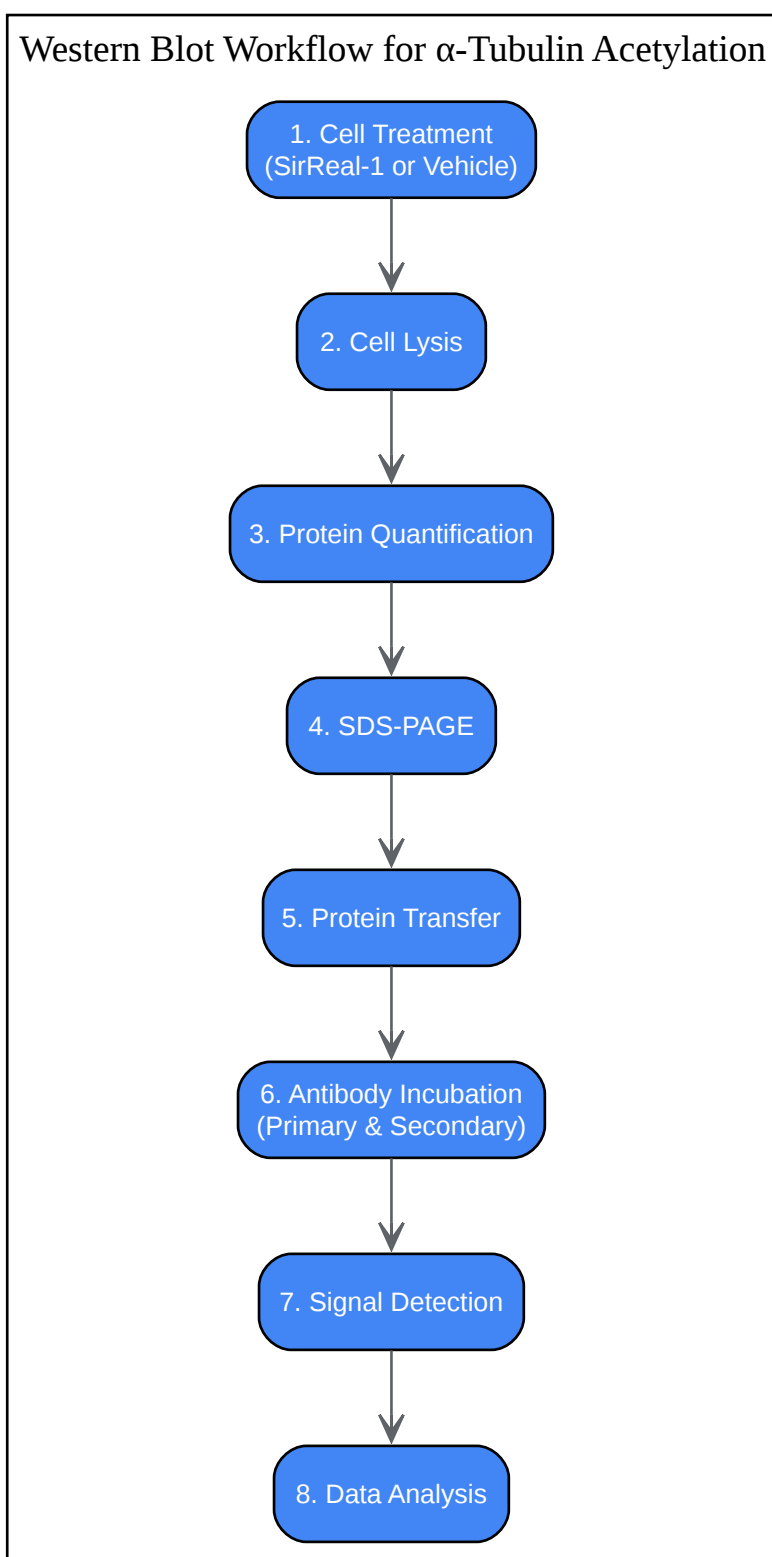 Western Blot Workflow for α-Tubulin Acetylation
1. Cell Treatment
(SirReal-1 or Vehicle)
2. Cell Lysis
3. Protein Quantification
4. SDS-PAGE
5. Protein Transfer
6. Antibody Incubation
(Primary & Secondary)
7. Signal Detection
8. Data Analysis